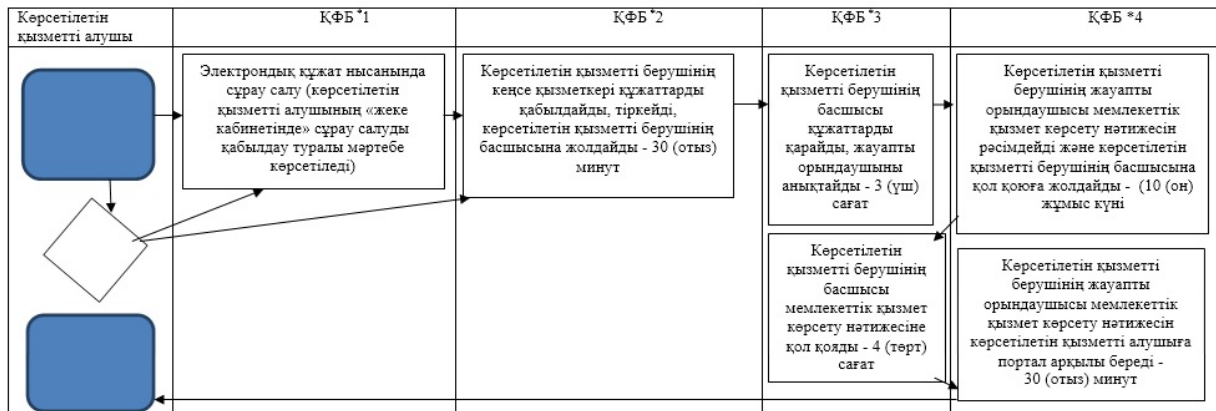 Көрсетілетін
қызметті алушы
ҚФБ *1
ҚФБ *2
ҚФБ *3
ҚФБ *4
Электрондық құжат нысанында
сұрау салу (көрсетілетін
қызметті алушының «жеке
кабинетінде» сұрау салуды
қабылдау туралы мәртебе
көрсетіледі)
Көрсетілетін қызметті берушінің
кеңсе қызметкері құжаттарды
қабылдайды, тіркейді,
көрсетілетін қызметті берушінің
басшысына жолдайды - 30 (отыз)
минут
Көрсетілетін
қызметті берушінің
басшысы
құжаттарды
қарайды, жауапты
орындаушыны
анықтайды - 3 (үш)
сағат
Көрсетілетін қызметті
берушінің жауапты
орындаушысы мемлекеттік
қызмет көрсету нәтижесін
рәсімдейді және көрсетілетін
қызметті берушінің басшысына
қол қоюға жолдайды - (10 (он)
жұмыс күні
Көрсетілетін
қызметті берушінің
басшысы
мемлекеттік қызмет
көрсету нәтижесіне
қол қояды - 4 (төрт)
сағат
Көрсетілетін қызметті
берушінің жауапты
орындаушысы мемлекеттік
қызмет көрсету нәтижесін
көрсетілетін қызметті алушыға
портал арқылы береді -
30 (отыз) минут